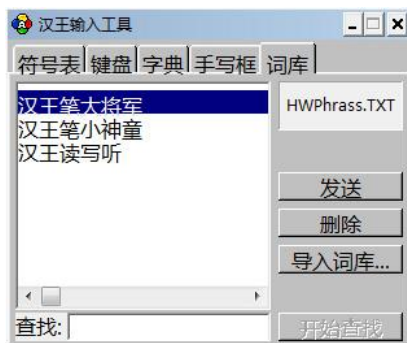 汉王输入工具
符号表 键盘 字典 手写框 词库
汉王笔大将军
汉王笔小神童
汉王读写听
HWPhrass.TXT
发送
删除
导入词库...
查找:
开始查找